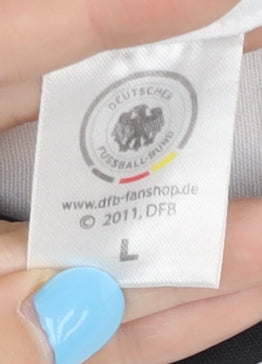 DEUTSCHER
FUSSBALL-BUND
www.dfb-fanshop.de
© 2011, DFB
L